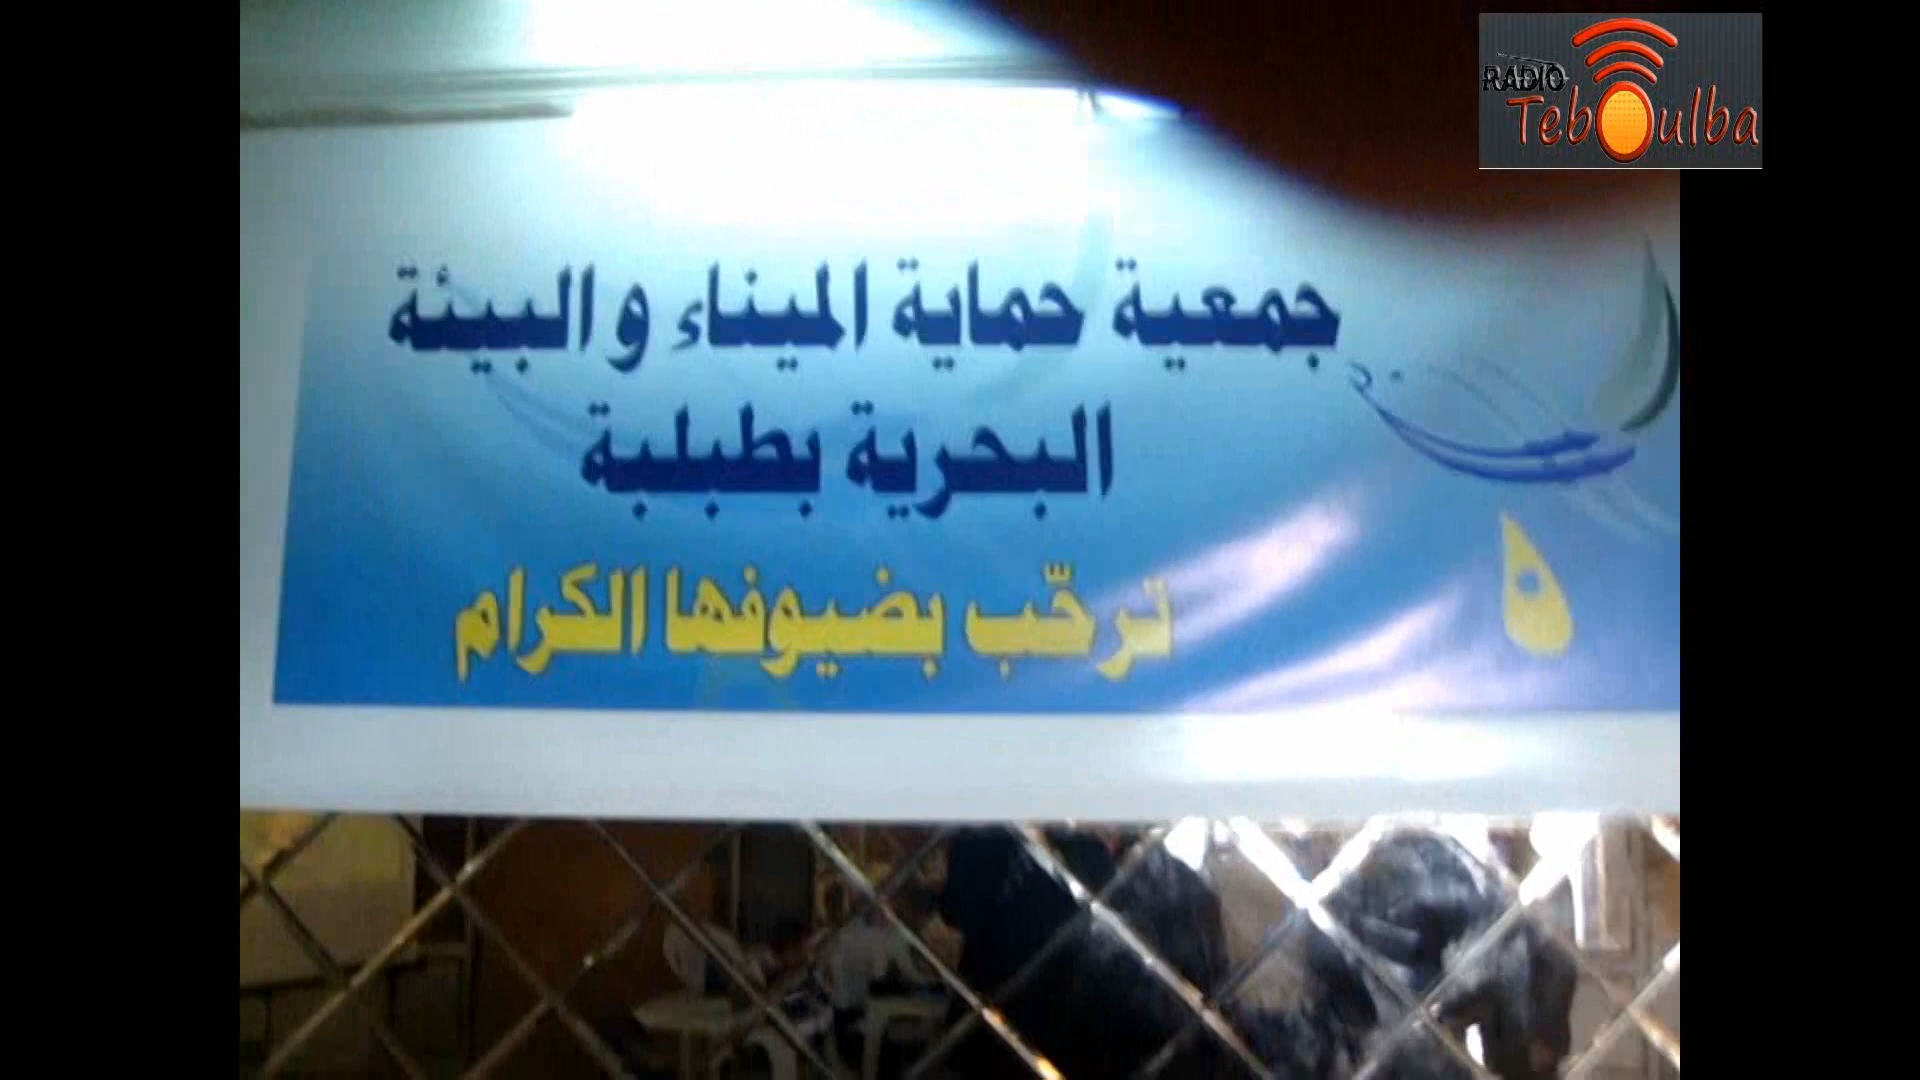 RADIO
Teboulba
جمعية حماية الميناء و البيئة
البحرية بطبلبة
ترحّب بضيوفها الكرام